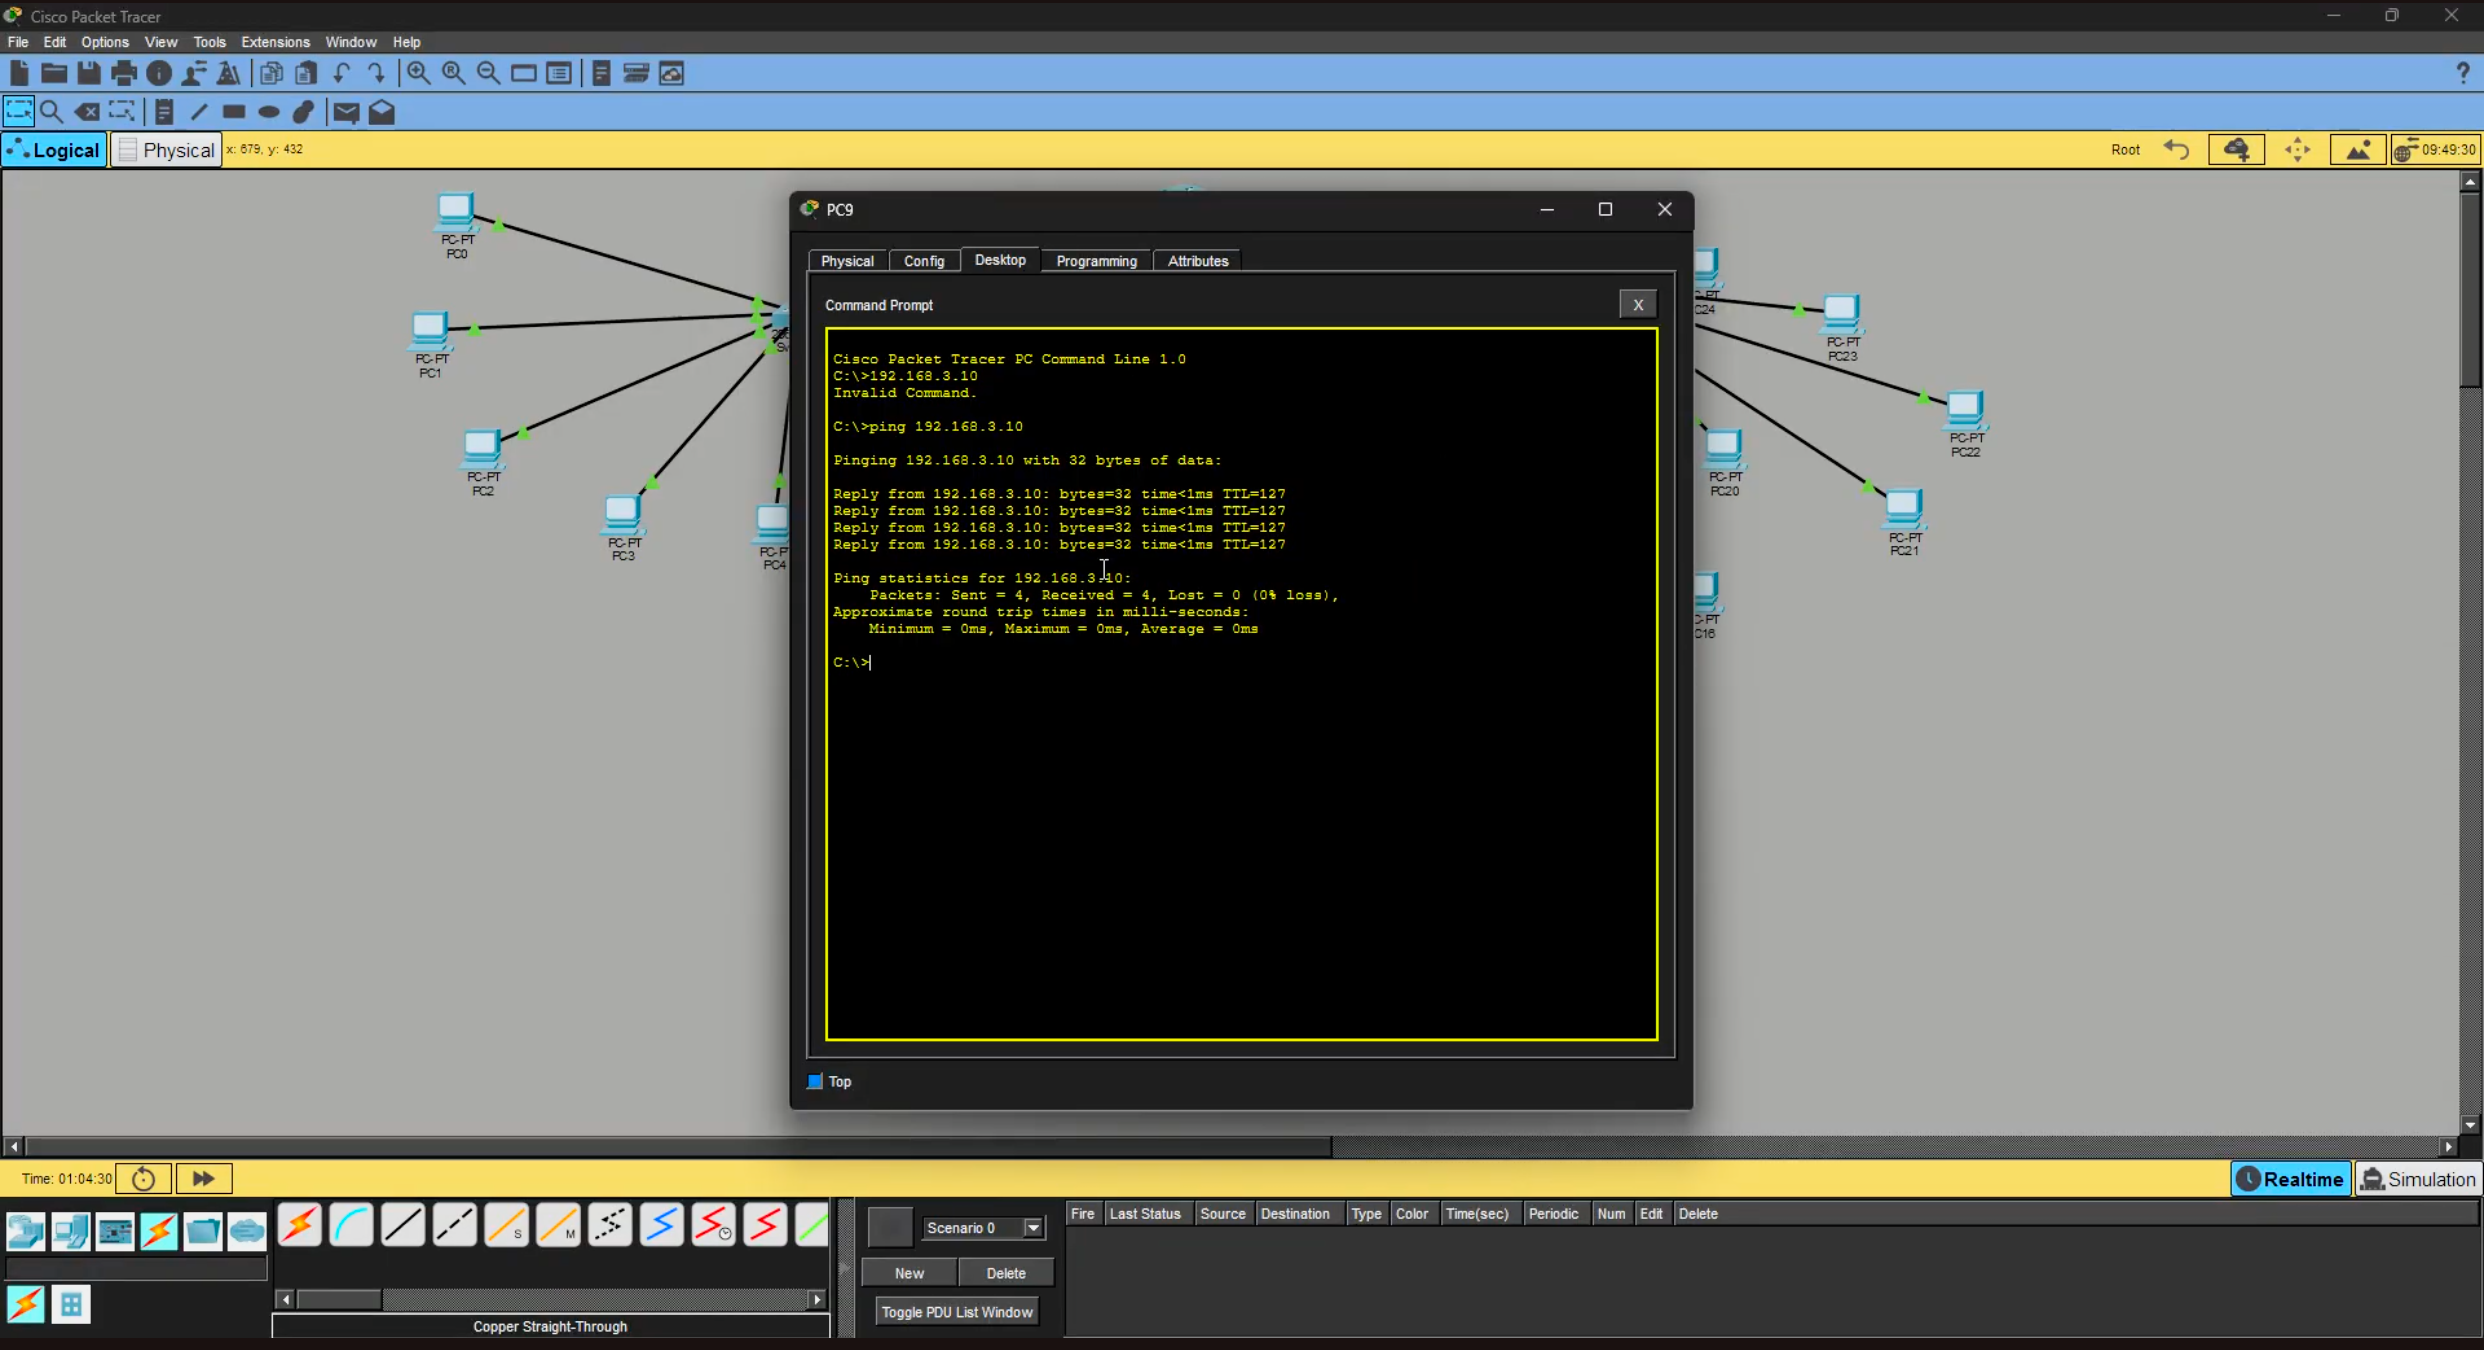 Cisco Packet Tracer
File Edit Options View Tools Extensions Window Help
Logical Physical x: 679, y: 432 Root 09:49:30
PC-PT
PC0
PC-PT
PC1
PC-PT
PC2
PC-PT
PC3
PC4
PC-PT
PC23
PC-PT
PC22
PC-PT
PC20
PC-PT
PC21
PC9
Physical Config Desktop Programming Attributes
Command Prompt X
Cisco Packet Tracer PC Command Line 1.0
C:\>192.168.3.10
Invalid Command.
C:\>ping 192.168.3.10
Pinging 192.168.3.10 with 32 bytes of data:
Reply from 192.168.3.10: bytes=32 time<1ms TTL=127
Reply from 192.168.3.10: bytes=32 time<1ms TTL=127
Reply from 192.168.3.10: bytes=32 time<1ms TTL=127
Reply from 192.168.3.10: bytes=32 time<1ms TTL=127
Ping statistics for 192.168.3.10:
Packets: Sent = 4, Received = 4, Lost = 0 (0% loss),
Approximate round trip times in milli-seconds:
Minimum = 0ms, Maximum = 0ms, Average = 0ms
C:\>
Top
Time: 01:04:30 Realtime Simulation
S M
Scenario 0
New Delete
Toggle PDU List Window
Fire Last Status Source Destination Type Color Time(sec) Periodic Num Edit Delete
Copper Straight-Through